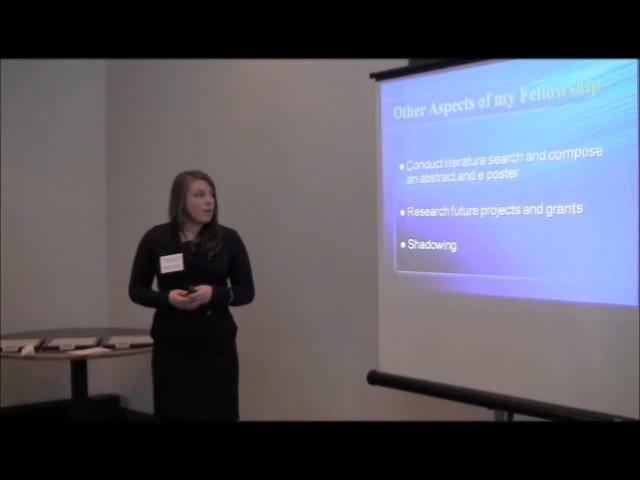 Other Aspects of my Fellowship
Conduct literature search and compose
an abstract and e poster
Research future projects and grants
Shadowing